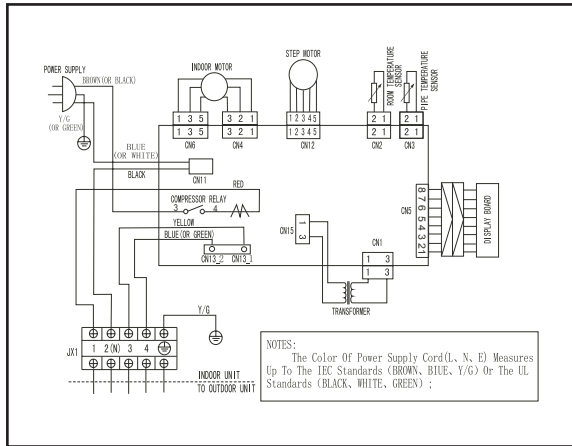 INDOOR MOTOR
STEP MOTOR
ROOM TEMPERATURE
SENSOR
PIPE TEMPERATURE
SENSOR
POWER SUPPLY
BROWN(OR BLACK)
Y/G
(OR GREEN)
1 3 5
3 2 1
1 2 3 4 5
2 1
2 1
1 3 5
3 2 1
1 2 3 4 5
2 1
2 1
CN6
CN4
CN12
CN2
CN3
BLUE
(OR WHITE)
BLACK
CN11
RED
COMPRESSOR RELAY
3
4
YELLOW
BLUE(OR GREEN)
CN13_2 CN13_1
CN15
1
3
CN1
1 3
1 3
TRANSFORMER
CN5
8 7 6 5 4 3 2 1
DISPLAY BOARD
Y/G
JX1
1 2(N) 3 4
INDOOR UNIT
TO OUTDOOR UNIT
NOTES:
The Color Of Power Supply Cord(L、N、E) Measures
Up To The IEC Standards (BROWN、BIUE、Y/G) Or The UL
Standards (BLACK、WHITE、GREEN) ;